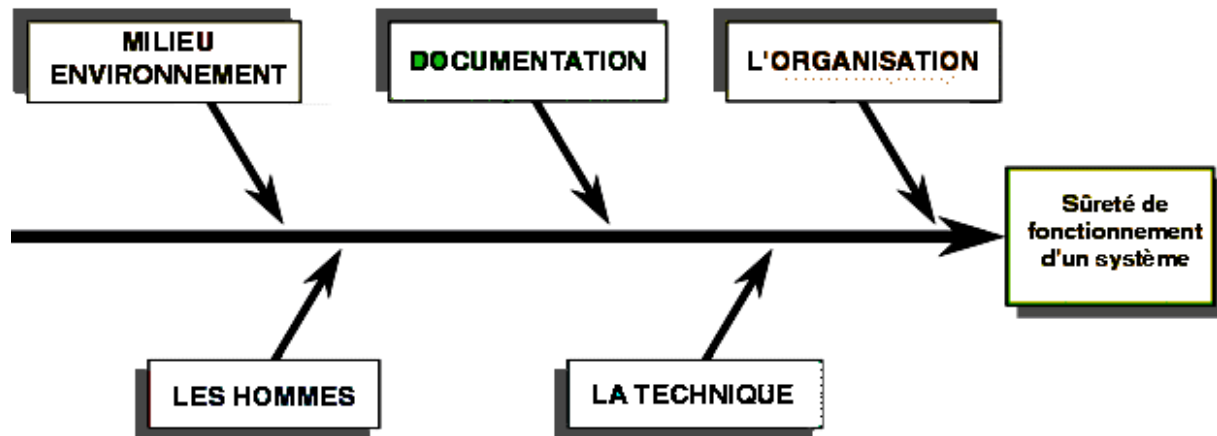 MILIEU
ENVIRONNEMENT
DOCUMENTATION
L'ORGANISATION
Sûreté de
fonctionnement
d'un système
LES HOMMES
LA TECHNIQUE